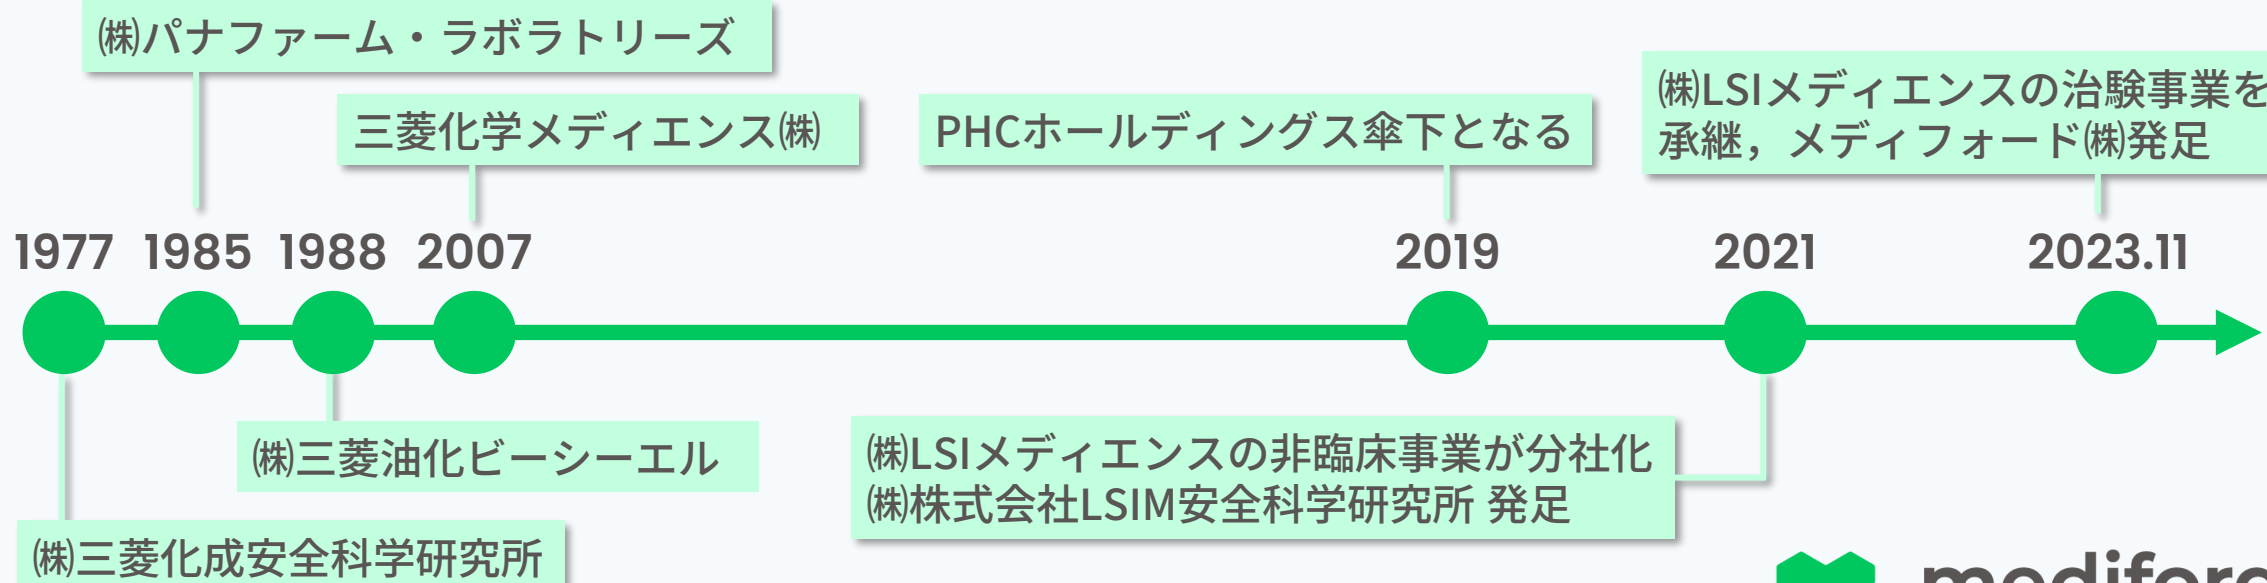 ㈱パナファーム・ラボラトリーズ
三菱化学メディエンス㈱
PHCホールディングス傘下となる
㈱LSIメディエンスの治験事業を
承継，メディフォード㈱発足
1977 1985 1988 2007 2019 2021 2023.11
㈱三菱油化ビーシーエル
㈱LSIメディエンスの非臨床事業が分社化
㈱株式会社LSIM安全科学研究所 発足
㈱三菱化成安全科学研究所